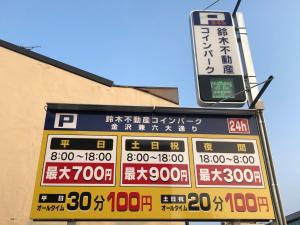 P
鈴木不動産
コインパーク
P
鈴木不動産コインパーク
金沢兼六大通り
24h
平日
8:00〜18:00
最大700円
土日祝
8:00〜18:00
最大900円
夜間
18:00〜8:00
最大300円
平日
オールタイム
30分100円
土日祝
オールタイム
20分100円